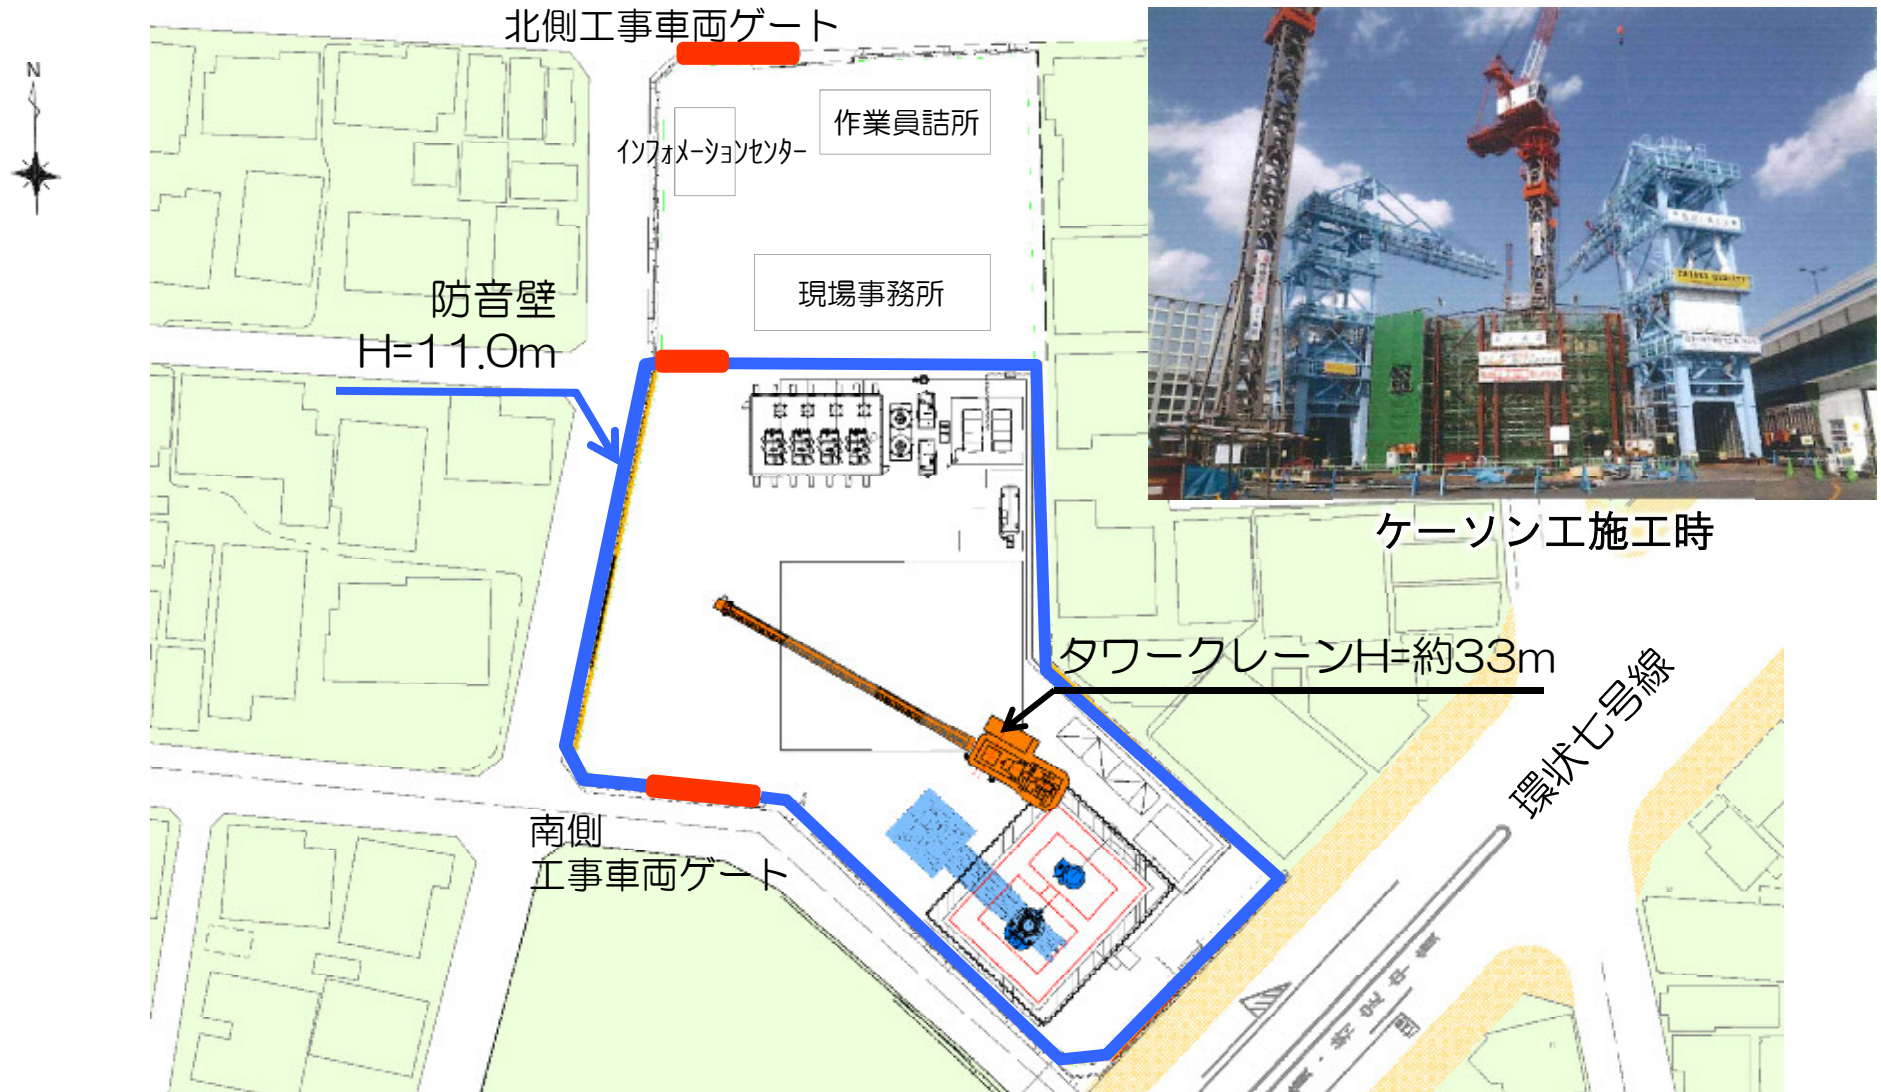 北側工事車両ゲート
N
作業員詰所
インフォメーションセンター
現場事務所
防音壁
H=11.0m
ケーソン工施工時
タワークレーンH=約33m
環状七号線
南側
工事車両ゲート